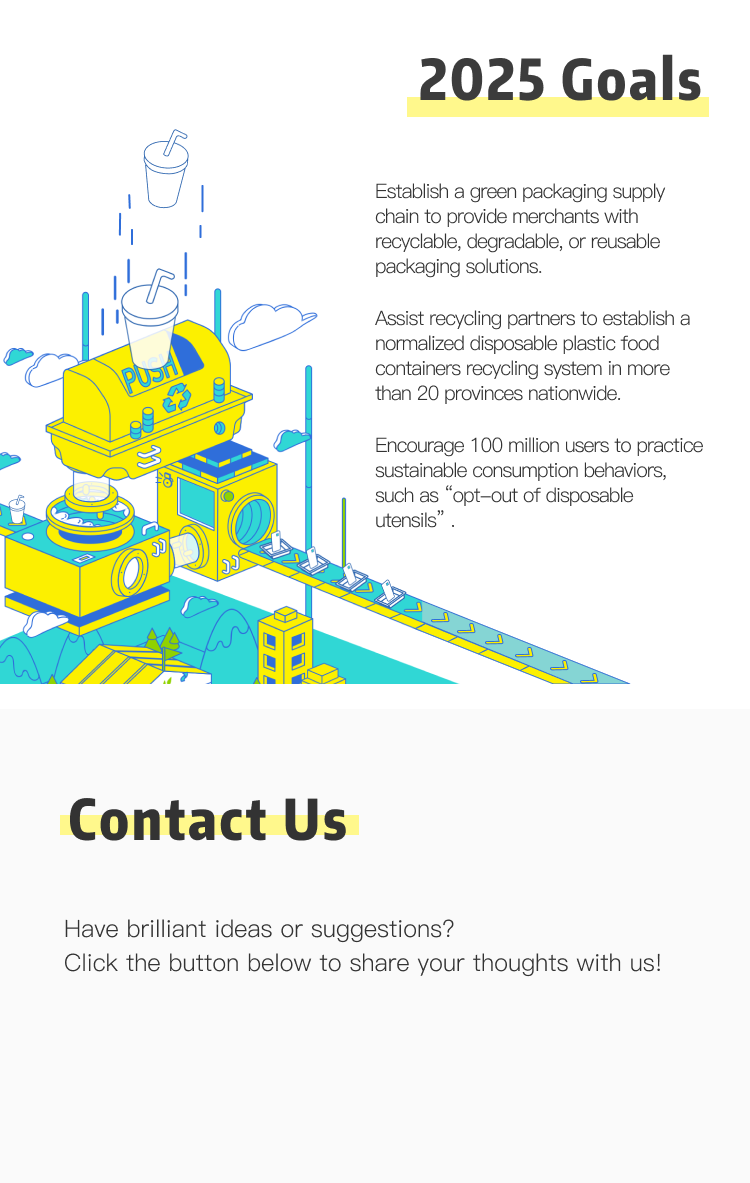 2025 Goals
Establish a green packaging supply
chain to provide merchants with
recyclable, degradable, or reusable
packaging solutions.
Assist recycling partners to establish a
normalized disposable plastic food
containers recycling system in more
than 20 provinces nationwide.
Encourage 100 million users to practice
sustainable consumption behaviors,
such as “opt–out of disposable
utensils” .
PUSH
Contact Us
Have brilliant ideas or suggestions?
Click the button below to share your thoughts with us!